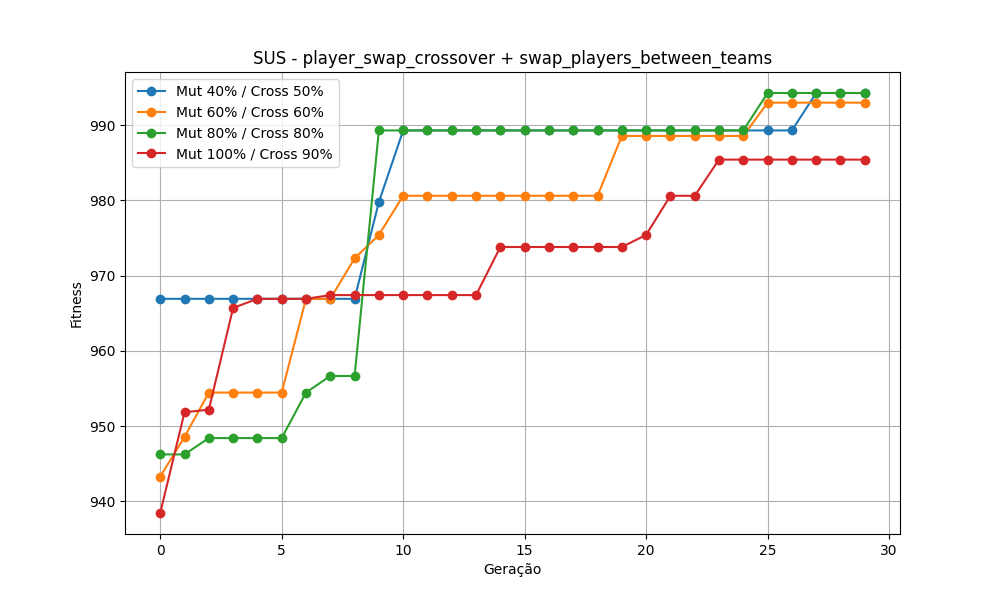 SUS - player_swap_crossover + swap_players_between_teams
Mut 40% / Cross 50%
Mut 60% / Cross 60%
Mut 80% / Cross 80%
Mut 100% / Cross 90%
Fitness
990
980
970
960
950
940
0 5 10 15 20 25 30
Geração